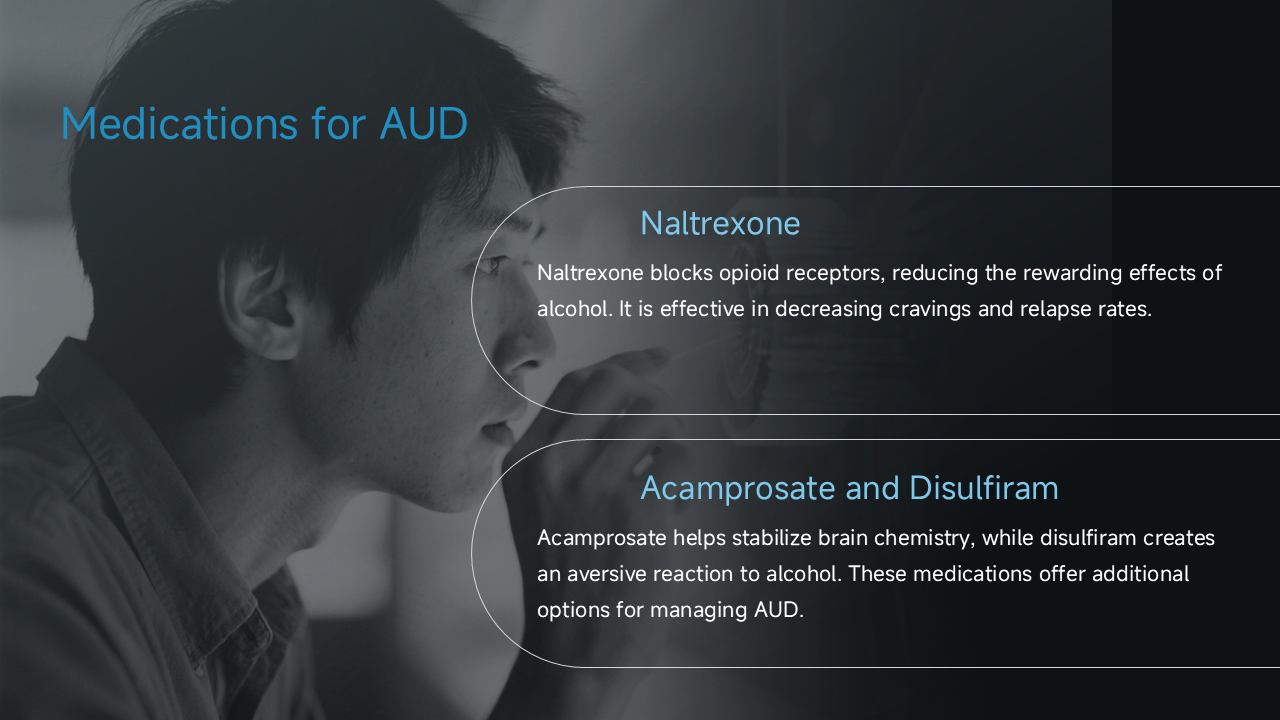 Medications for AUD
Naltrexone
Naltrexone blocks opioid receptors, reducing the rewarding effects of
alcohol. It is effective in decreasing cravings and relapse rates.
Acamprosate and Disulfiram
Acamprosate helps stabilize brain chemistry, while disulfiram creates
an aversive reaction to alcohol. These medications offer additional
options for managing AUD.